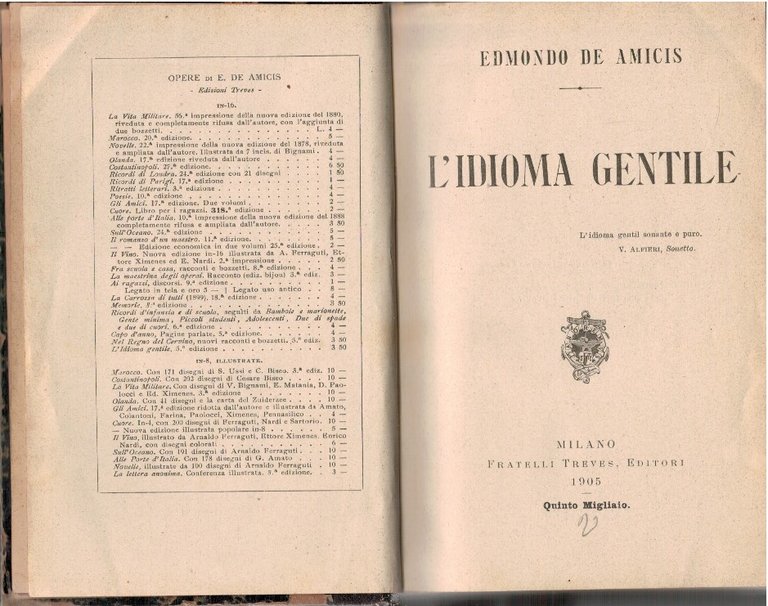 OPERE DI E. DE AMICIS
- Edizioni Treves -
IN-16.
La Vita Militare. 56.ª impressione della nuova edizione del 1880,
riveduta e completamente rifusa dall'autore, con l'aggiunta di
due bozzetti. L. 4 —
Marocco. 20.ª edizione. 5 —
Novelle. 22.ª impressione della nuova edizione del 1878, riveduta
e ampliata dall'autore. Illustrata da 7 incis. di Bignami. 4 —
Olanda. 17.ª edizione riveduta dall'autore 4 —
Costantinopoli. 27.ª edizione. 6 50
Ricordi di Londra. 24.ª edizione con 21 disegni 1 50
Ricordi di Parigi. 17.ª edizione 1 —
Ritratti letterari. 3.ª edizione 4 —
Poesie. 10.ª edizione 4 —
Gli Amici. 17.ª edizione. Due volumi 2 —
Cuore. Libro per i ragazzi. 318.ª edizione 2 —
Alle porte d'Italia. 10.ª impressione della nuova edizione del 1888
completamente rifusa e ampliata dall'autore. 3 50
Sull'Oceano. 24.ª edizione 5 —
Il romanzo d'un maestro. 11.ª edizione. 5 —
— — Edizione economica in due volumi 25.ª edizione, 2 —
Il Vino. Nuova edizione in-16 illustrata da A. Ferraguti, Et-
tore Ximenes ed E. Nardi. 2.ª impressione 2 50
Fra scuola e casa, racconti e bozzetti. 8.ª edizione. 4 —
La maestrina degli operai. Racconto (ediz. bijou) 3.ª ediz. 3 —
Ai ragazzi, discorsi. 9.ª edizione 1 —
Legato in tela e oro 3 — | Legato uso antico 8 —
La Carrozza di tutti (1899). 18.ª edizione 4 —
Memorie. 3.ª edizione 3 50
Ricordi d'infanzia e di scuola, seguiti da Bambole e marionette,
Gente minima, Piccoli studenti, Adolescenti, Due di spade
e due di cuori. 6.ª edizione 4 —
Capo d'anno, Pagine parlate. 3.ª edizione. 4 —
Nel Regno del Cervino, nuovi racconti e bozzetti. 5.ª ediz. 3 50
L'Idioma gentile. 5.ª edizione 3 50
IN-8, ILLUSTRATE.
Marocco. Con 171 disegni di S. Ussi e C. Biseo. 3.ª ediz. 10 —
Costantinopoli. Con 202 disegni di Cesare Biseo 10 —
La Vita Militare. Con disegni di V. Bignami, E. Matania, D. Pao-
locci e Ed. Ximenes. 3.ª edizione 10 —
Olanda. Con 41 disegni e la carta del Zuiderzee 10 —
Gli Amici. 17.ª edizione ridotta dall'autore e illustrata da Amato,
Colantoni, Farina, Paolocci, Ximenes, Pennasilico 4 —
Cuore. In-4, con 200 disegni di Ferraguti, Nardi e Sartorio. 10 —
— Nuova edizione illustrata popolare in-8 5 —
Il Vino, illustrato da Arnaldo Ferraguti, Ettore Ximenes. Enrico
Nardi, con disegni colorati 6 —
Sull'Oceano. Con 191 disegni di Arnaldo Ferraguti 10 —
Alle Porte d'Italia. Con 178 disegni di G. Amato 10 —
Novelle, illustrate da 100 disegni di Arnaldo Ferraguti 10 —
La lettera anonima. Conferenza illustrata. 3.ª edizione. 3 —
EDMONDO DE AMICIS
L'IDIOMA GENTILE
L'idioma gentil sonante e puro.
V. ALFIERI, Sonetto.
MILANO
FRATELLI TREVES, EDITORI
1905
Quinto Migliaio.